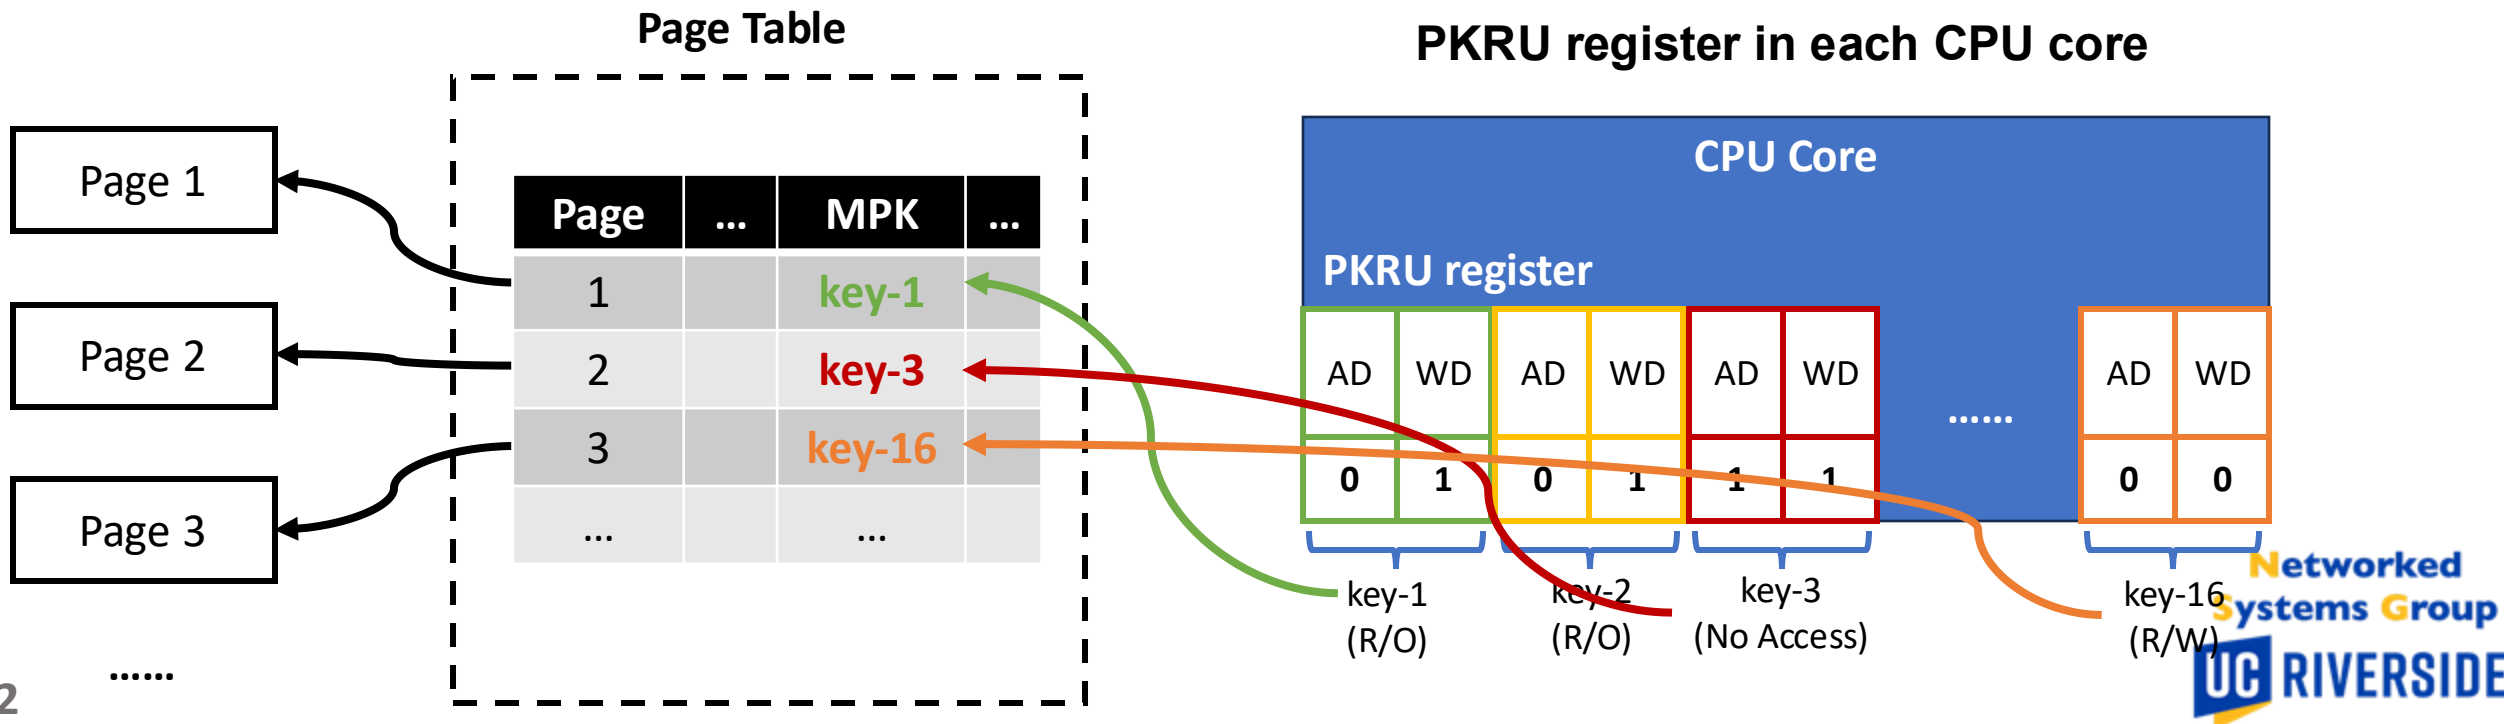 Page Table
PKRU register in each CPU core
Page 1
Page 2
Page 3
......
2
Page ... MPK ...
1 key-1
2 key-3
3 key-16
... ...
CPU Core
PKRU register
AD WD AD WD AD WD ...... AD WD
0 1 0 1 1 1 0 0
key-1
(R/O)
key-2
(R/O)
key-3
(No Access)
key-16
(R/W)
Networked
Systems Group
UC RIVERSIDE